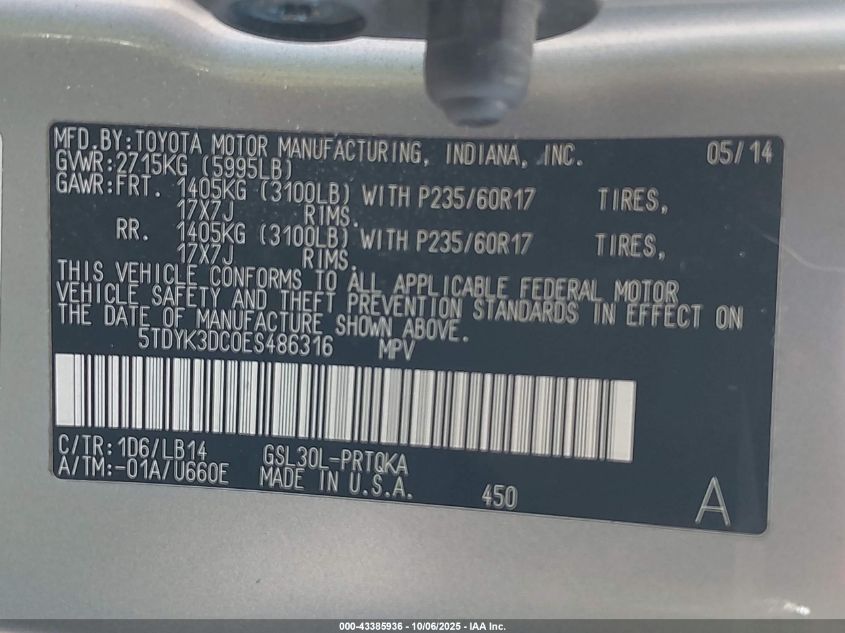 MFD.BY:TOYOTA MOTOR MANUFACTURING, INDIANA, INC. 05/14
GVWR:2715KG (5995LB)
GAWR:FRT. 1405KG (3100LB) WITH P235/60R17 TIRES,
17X7J RIMS.
RR. 1405KG (3100LB) WITH P235/60R17 TIRES,
17X7J RIMS.
THIS VEHICLE CONFORMS TO ALL APPLICABLE FEDERAL MOTOR
VEHICLE SAFETY AND THEFT PREVENTION STANDARDS IN EFFECT ON
THE DATE OF MANUFACTURE SHOWN ABOVE.
5TDYK3DC0ES486316 MPV
C/TR:1D6/LB14 GSL30L-PRTQKA
A/TM:-01A/U660E MADE IN U.S.A. 450 A
000-43385936 - 10/06/2025 - IAA Inc.